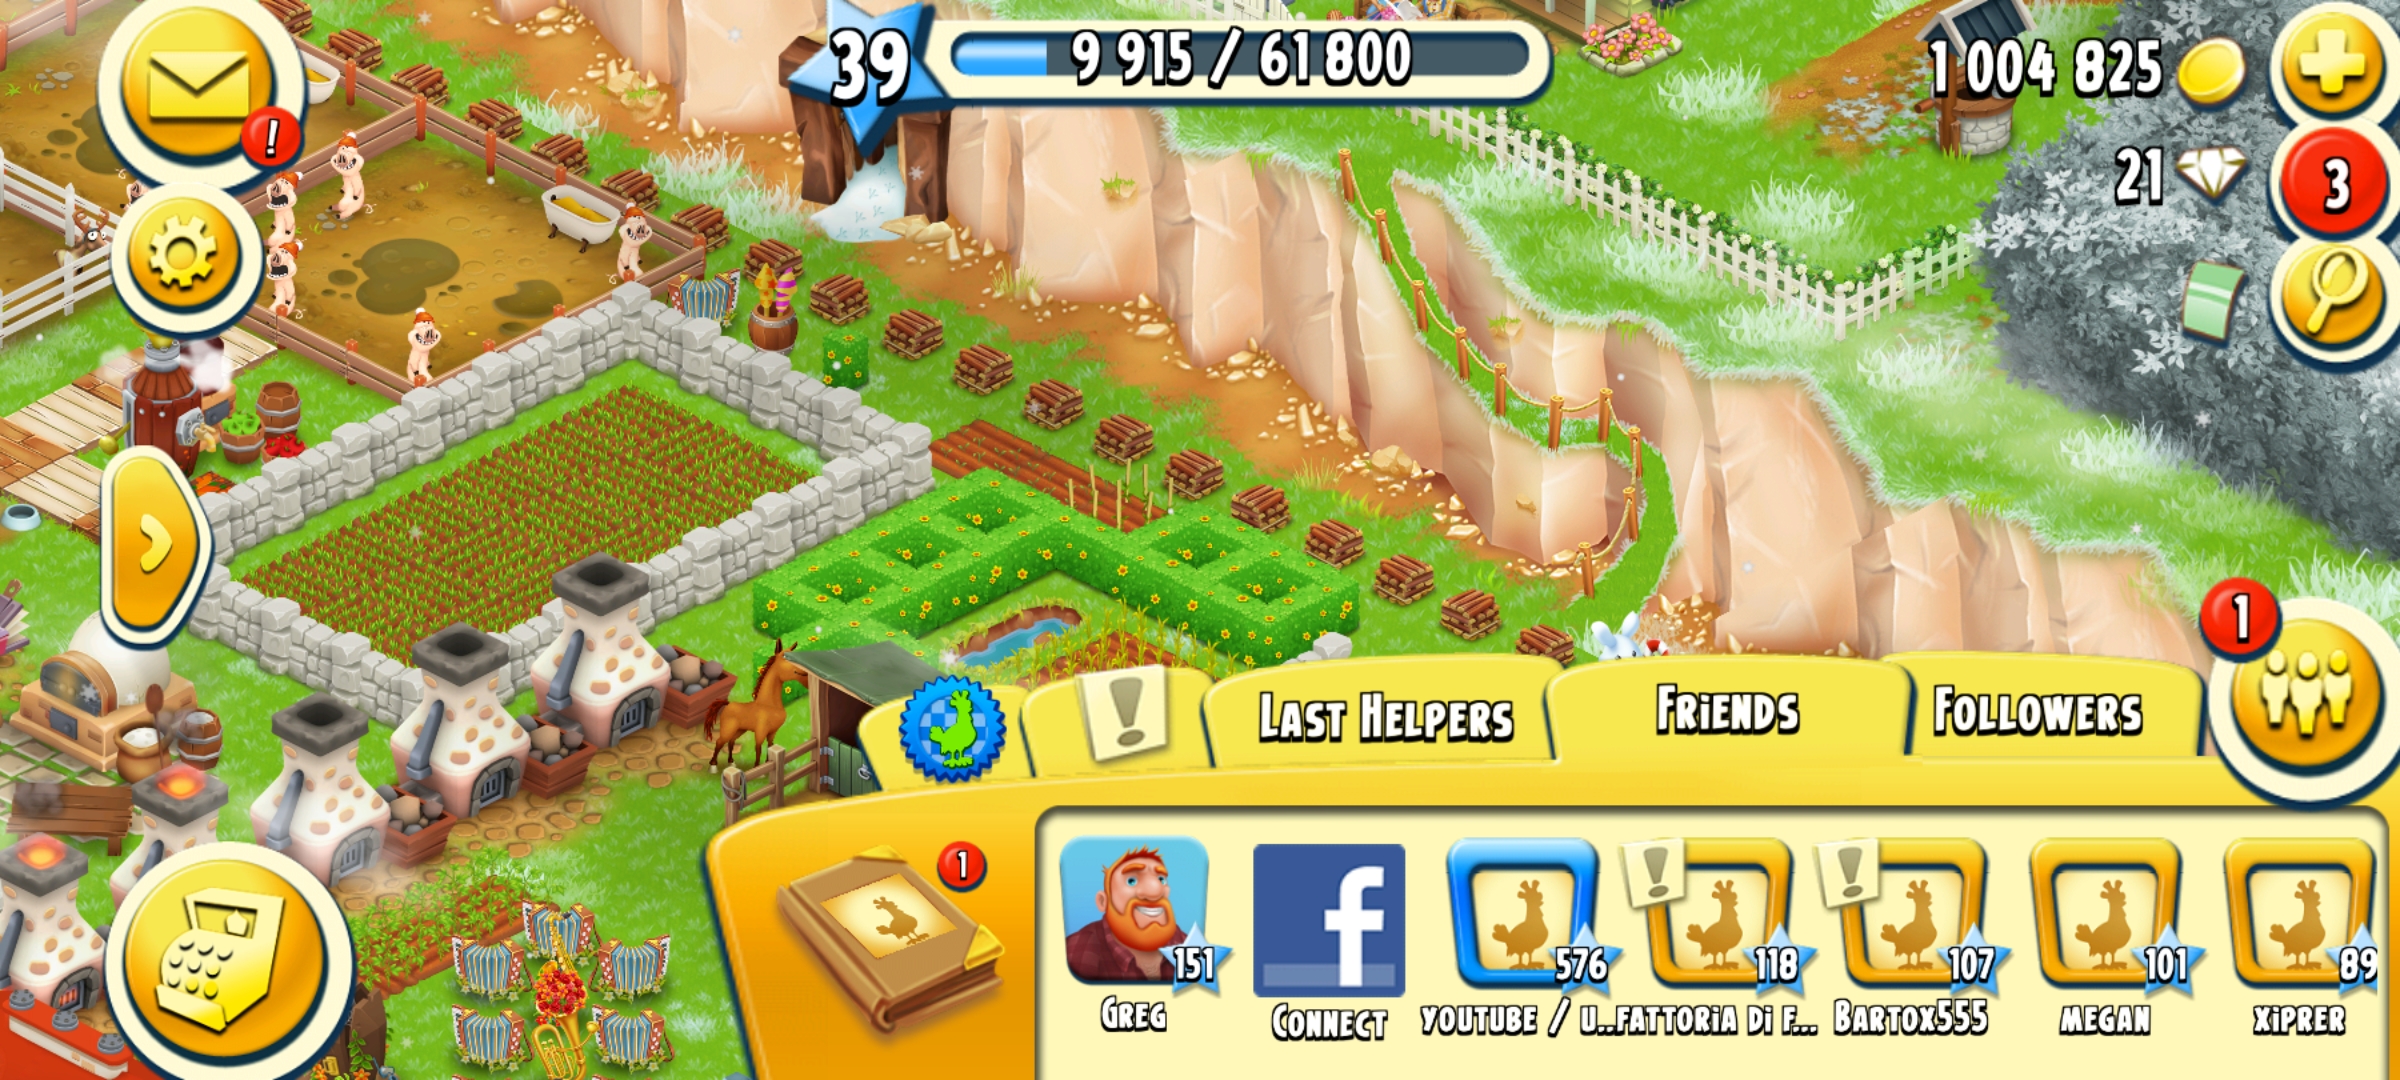 39
9 915 / 61 800
1 004 825
21
3
!
1
Last Helpers
Friends
Followers
1
151
576
118
107
101
89
Greg
Connect
YOUTUBE / U...
FATTORIA Di F...
Bartox555
MEGAN
XiPRER